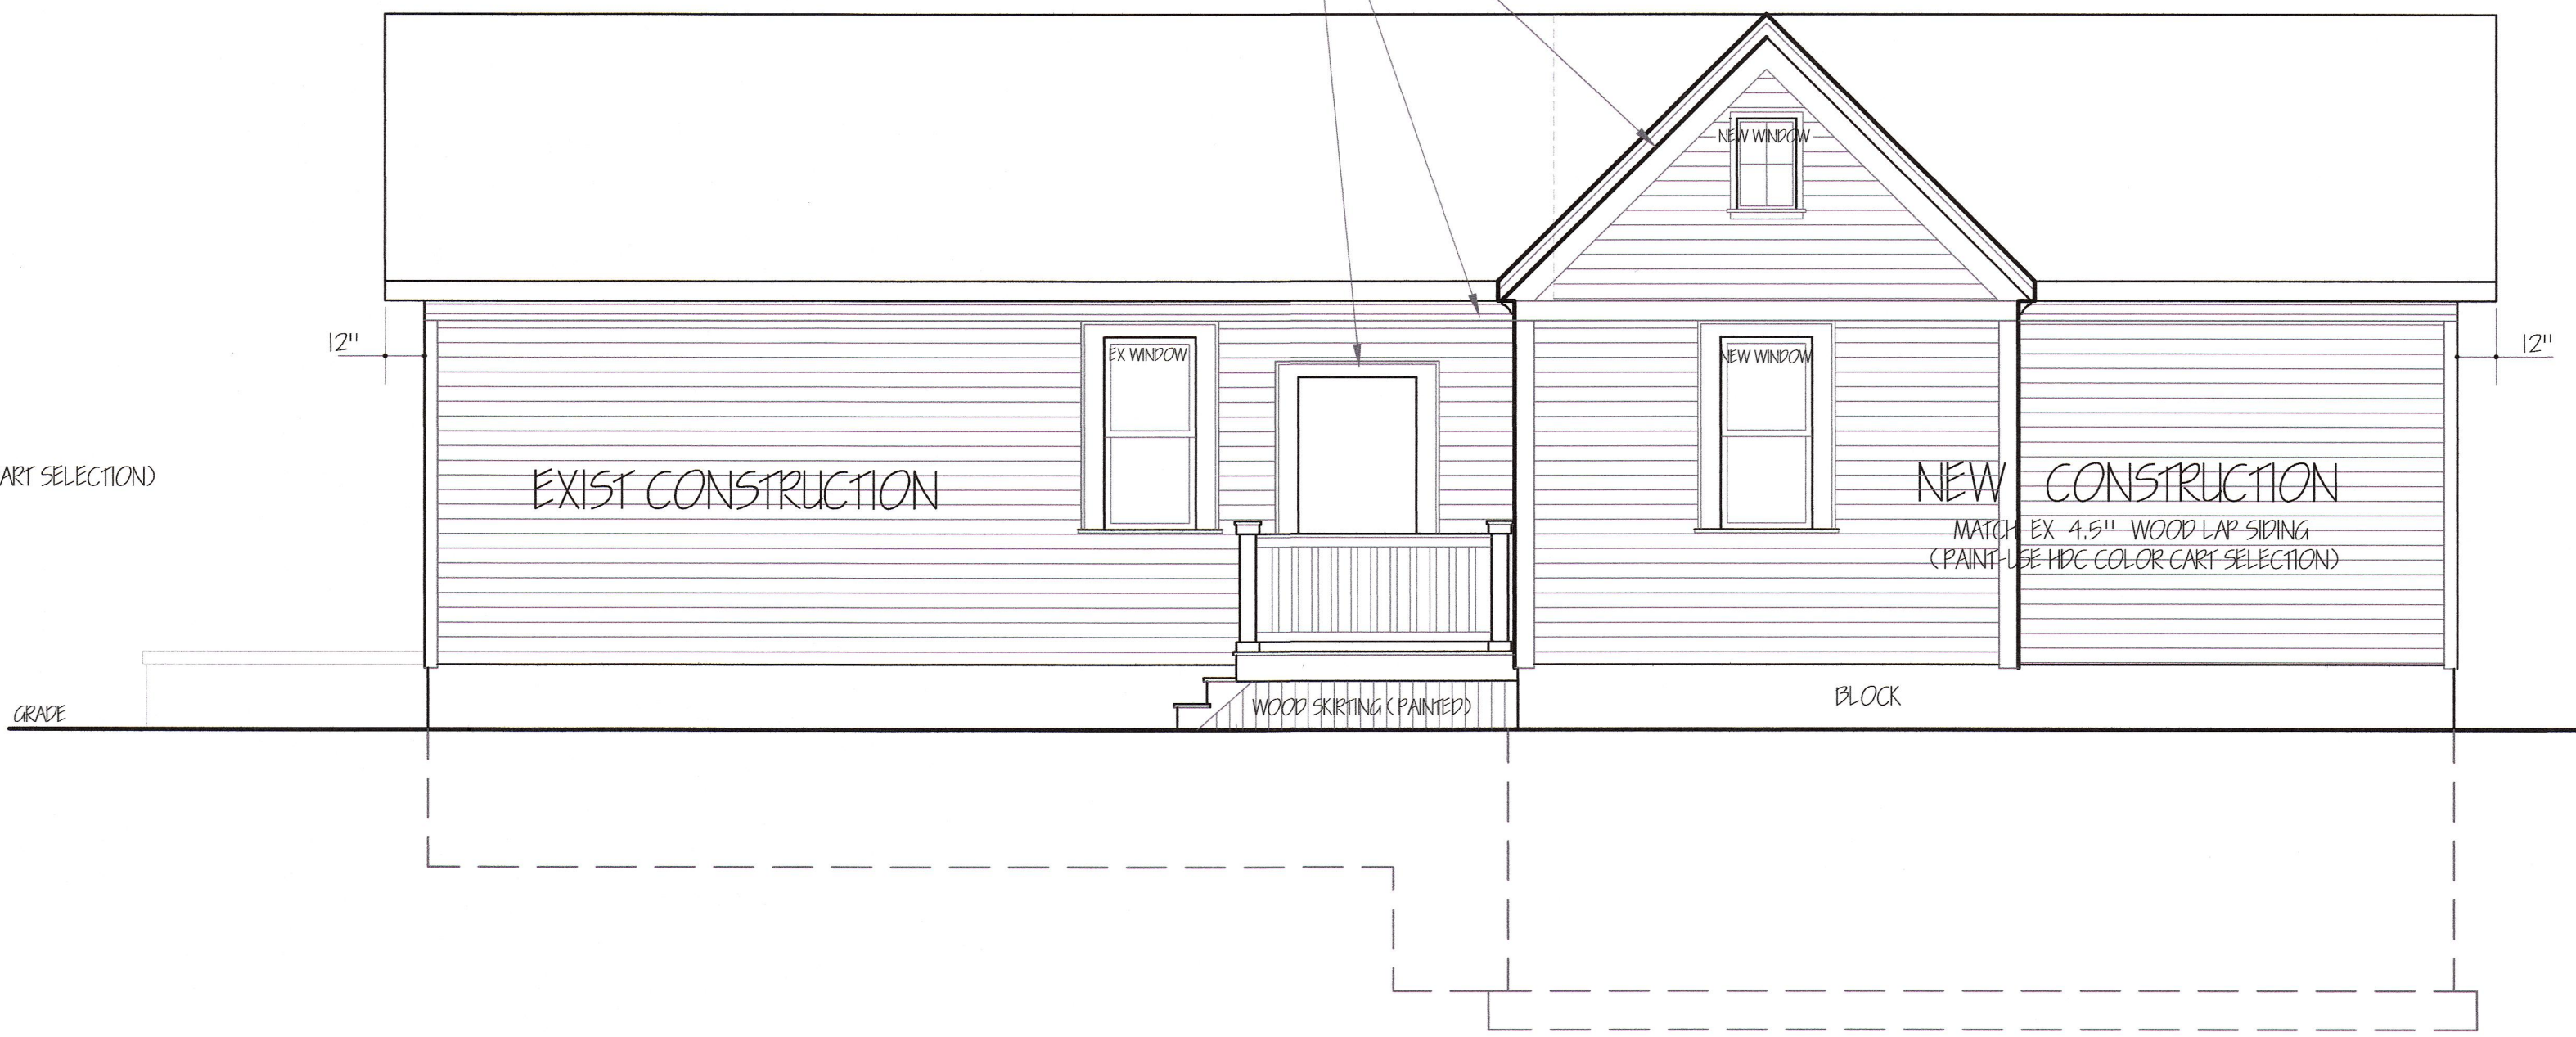 NEW WINDOW
12"
EX WINDOW
NEW WINDOW
12"
ART SELECTION)
EXIST CONSTRUCTION
NEW CONSTRUCTION
MATCH EX 4.5" WOOD LAP SIDING
(PAINT-USE HDC COLOR CART SELECTION)
GRADE
WOOD SKIRTING (PAINTED)
BLOCK